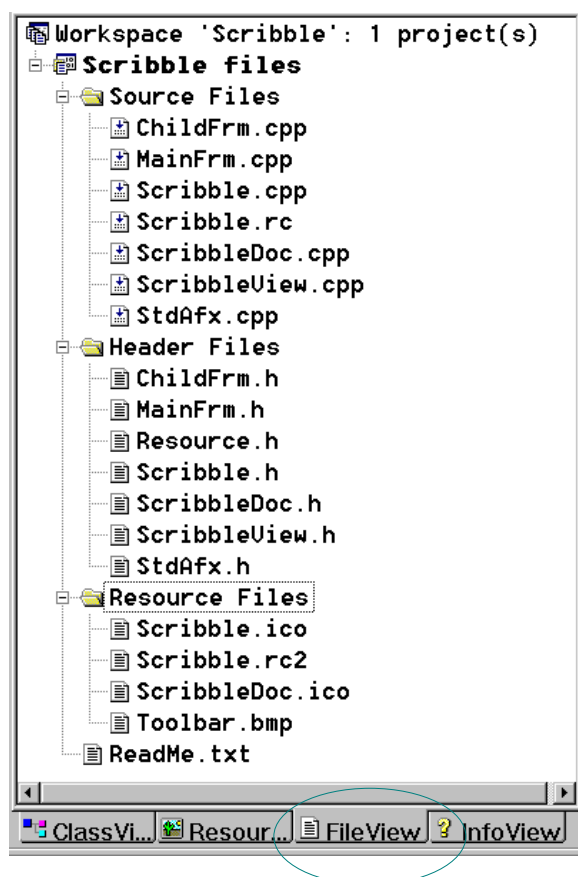 Workspace 'Scribble': 1 project(s)
Scribble files
Source Files
ChildFrm.cpp
MainFrm.cpp
Scribble.cpp
Scribble.rc
ScribbleDoc.cpp
ScribbleView.cpp
StdAfx.cpp
Header Files
ChildFrm.h
MainFrm.h
Resource.h
Scribble.h
ScribbleDoc.h
ScribbleView.h
StdAfx.h
Resource Files
Scribble.ico
Scribble.rc2
ScribbleDoc.ico
Toolbar.bmp
ReadMe.txt
ClassVi... Resour... FileView InfoView